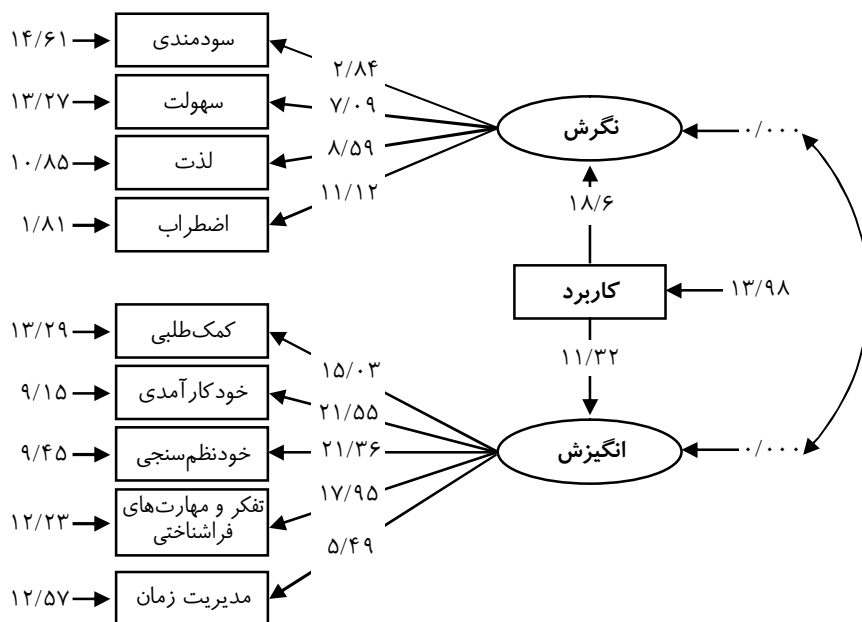 ۱۴/۶۱
سودمندی
۲/۸۴
۱۳/۲۷
سهولت
۷/۰۹
نگرش
۰/۰۰۰
۱۰/۸۵
لذت
۸/۵۹
۱/۸۱
اضطراب
۱۱/۱۲
۱۸/۶
کاربرد
۱۳/۹۸
۱۱/۳۲
۱۳/۲۹
کمک‌طلبی
۱۵/۰۳
۹/۱۵
خودکارآمدی
۲۱/۵۵
۹/۴۵
خودنظم‌سنجی
۲۱/۳۶
انگیزش
۰/۰۰۰
۱۲/۲۳
تفکر و مهارت‌های
فراشناختی
۱۷/۹۵
۵/۴۹
۱۲/۵۷
مدیریت زمان